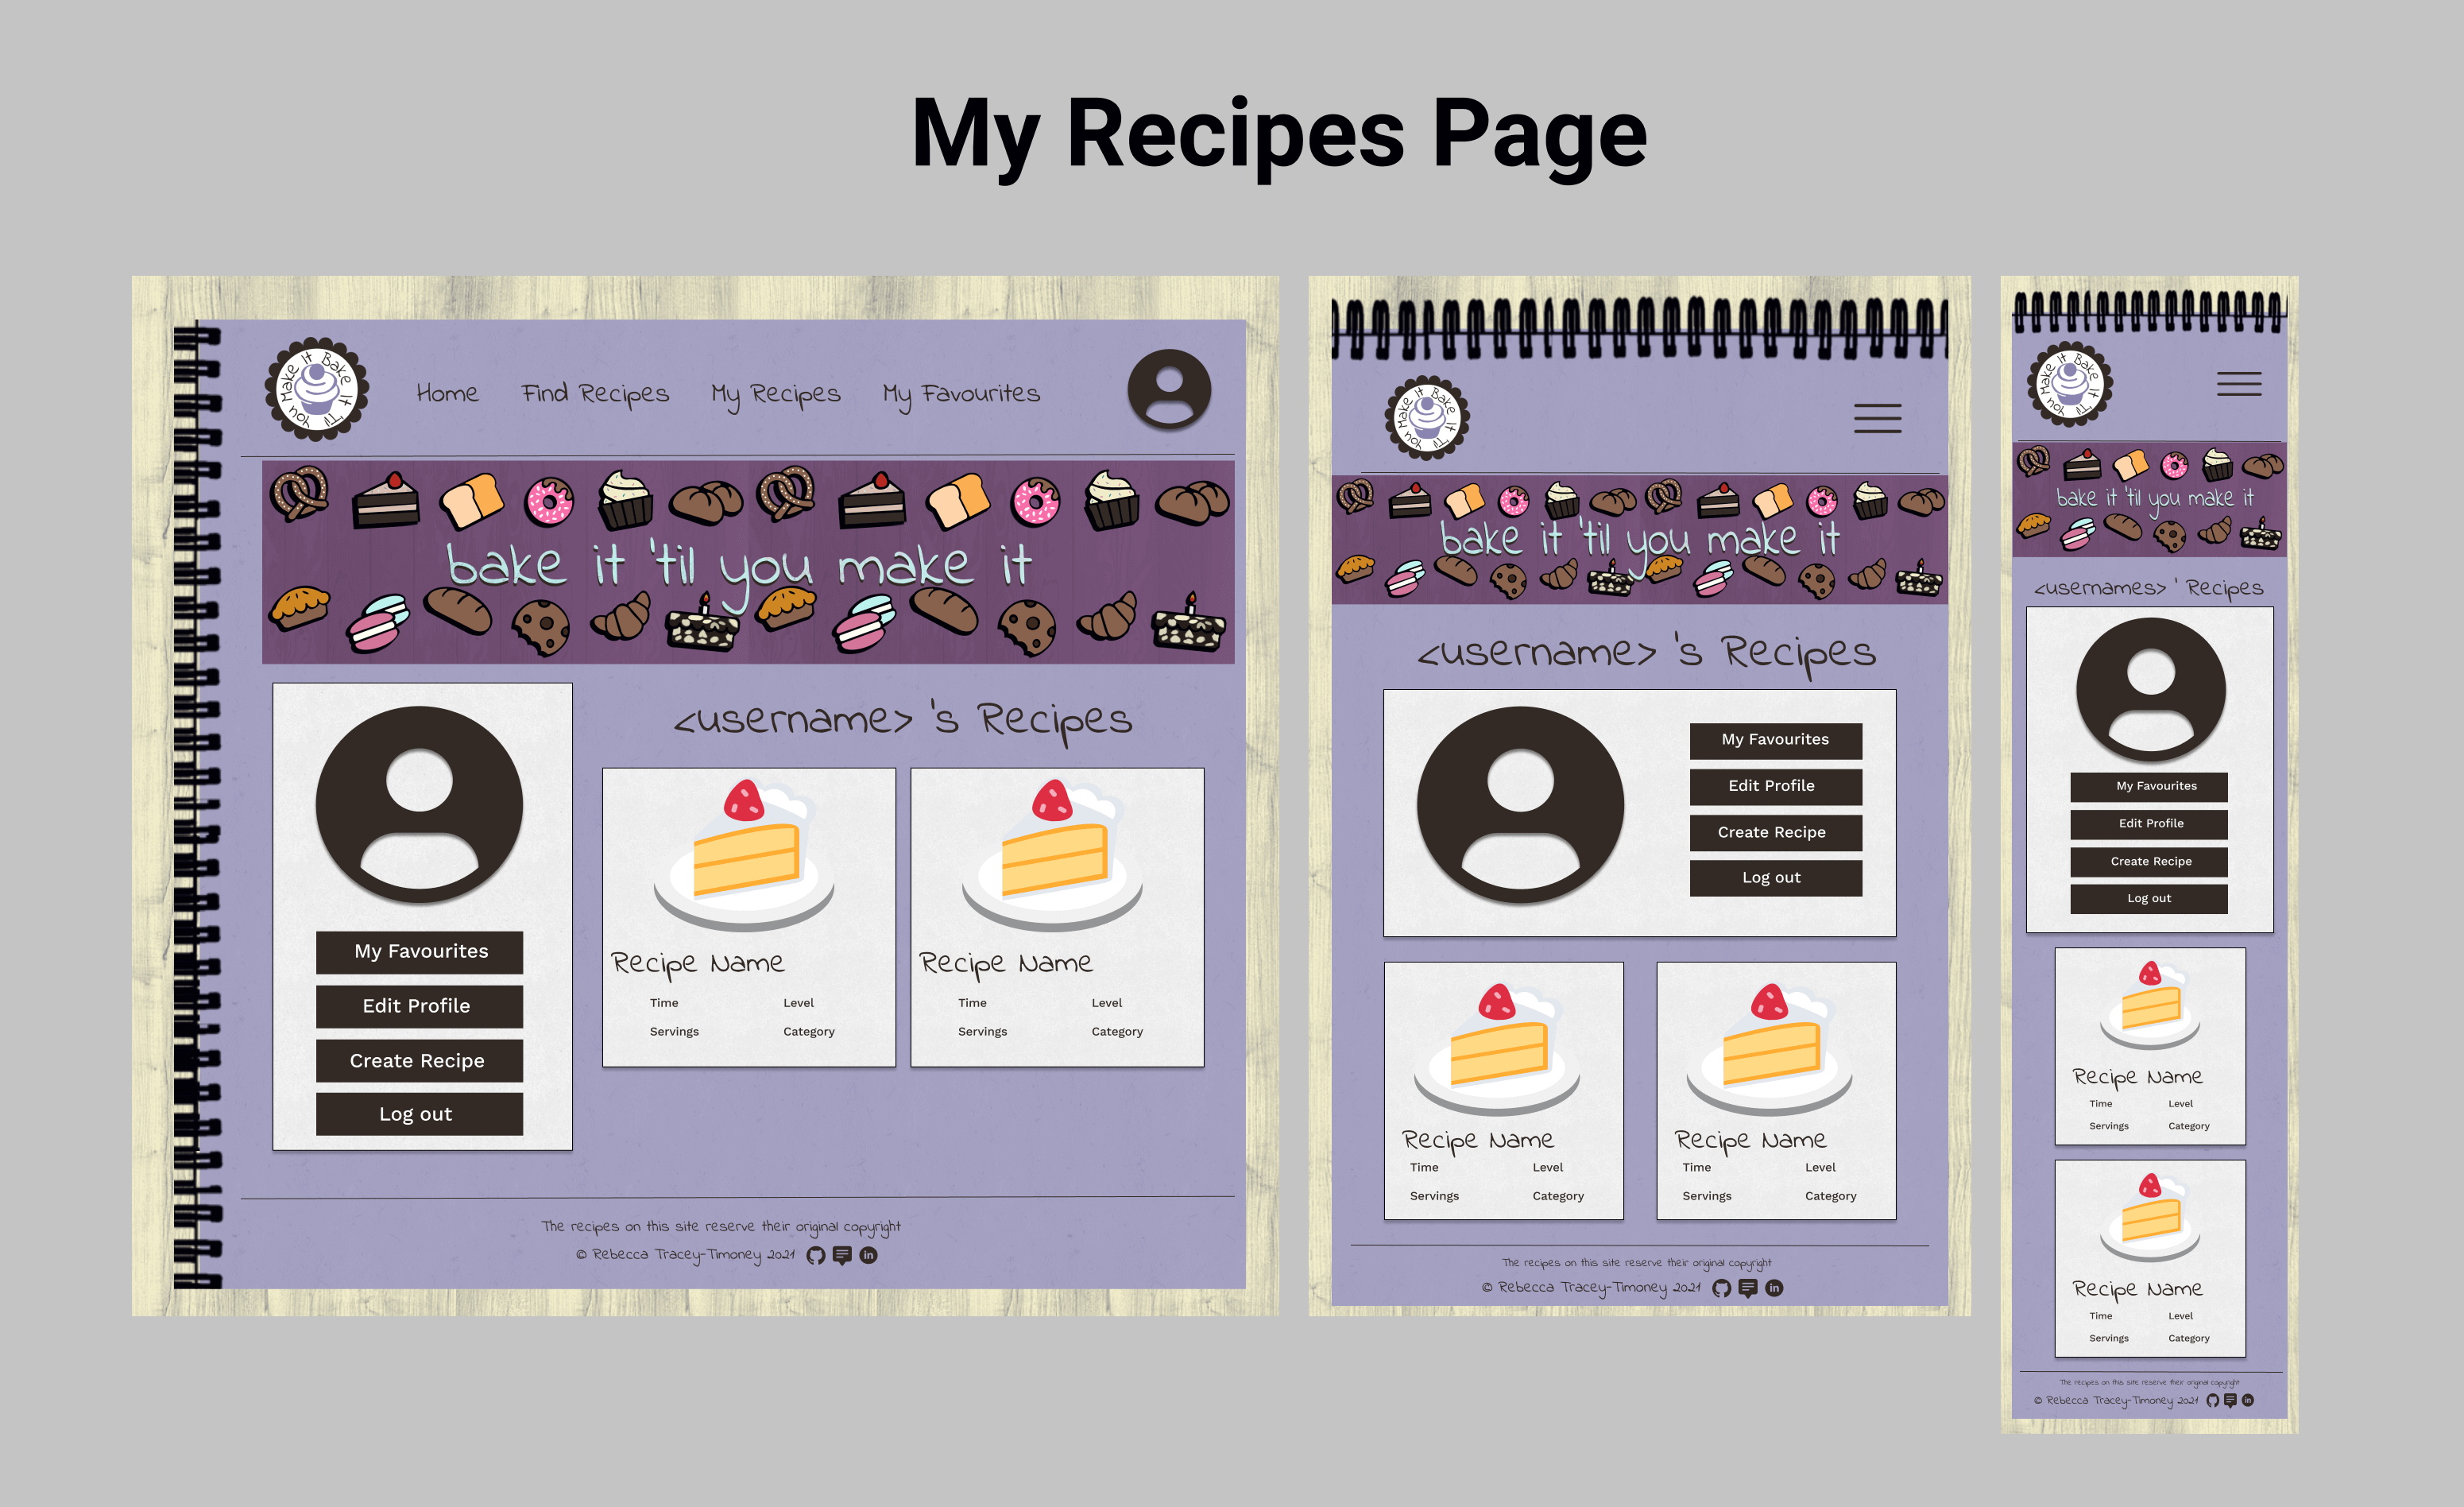 My Recipes Page
Bake It Til You Make It
Home Find Recipes My Recipes My Favourites
bake it 'til you make it
<username> 's Recipes
My Favourites
Edit Profile
Create Recipe
Log out
Recipe Name
Time Level
Servings Category
Recipe Name
Time Level
Servings Category
The recipes on this site reserve their original copyright
© Rebecca Tracey-Timoney 2021 in
Bake It Til You Make It
bake it 'til you make it
<username> 's Recipes
My Favourites
Edit Profile
Create Recipe
Log out
Recipe Name
Time Level
Servings Category
Recipe Name
Time Level
Servings Category
The recipes on this site reserve their original copyright
© Rebecca Tracey-Timoney 2021 in
Bake It Til You Make It
bake it 'til you make it
<usernames> ' Recipes
My Favourites
Edit Profile
Create Recipe
Log out
Recipe Name
Time Level
Servings Category
Recipe Name
Time Level
Servings Category
The recipes on this site reserve their original copyright
© Rebecca Tracey-Timoney 2021 in